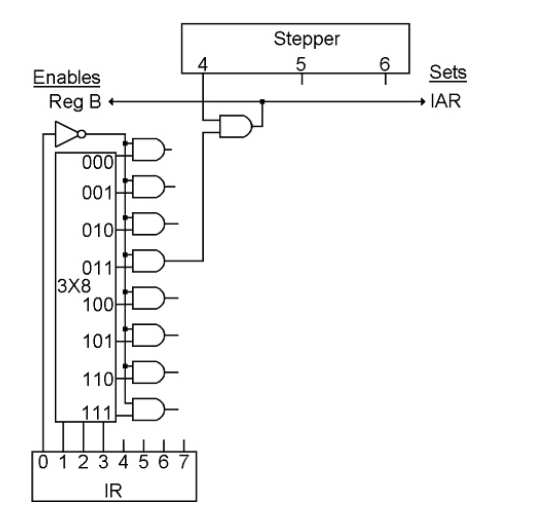 Stepper
4 5 6
Enables
Sets
Reg B
IAR
000
001
010
011
3X8
100
101
110
111
0 1 2 3 4 5 6 7
IR